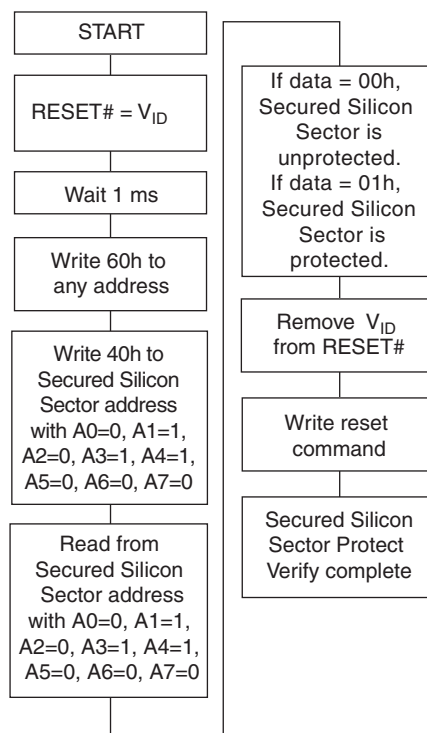 START
RESET# = VID
Wait 1 ms
Write 60h to
any address
Write 40h to
Secured Silicon
Sector address
with A0=0, A1=1,
A2=0, A3=1, A4=1,
A5=0, A6=0, A7=0
Read from
Secured Silicon
Sector address
with A0=0, A1=1,
A2=0, A3=1, A4=1,
A5=0, A6=0, A7=0
If data = 00h,
Secured Silicon
Sector is
unprotected.
If data = 01h,
Secured Silicon
Sector is
protected.
Remove VID
from RESET#
Write reset
command
Secured Silicon
Sector Protect
Verify complete